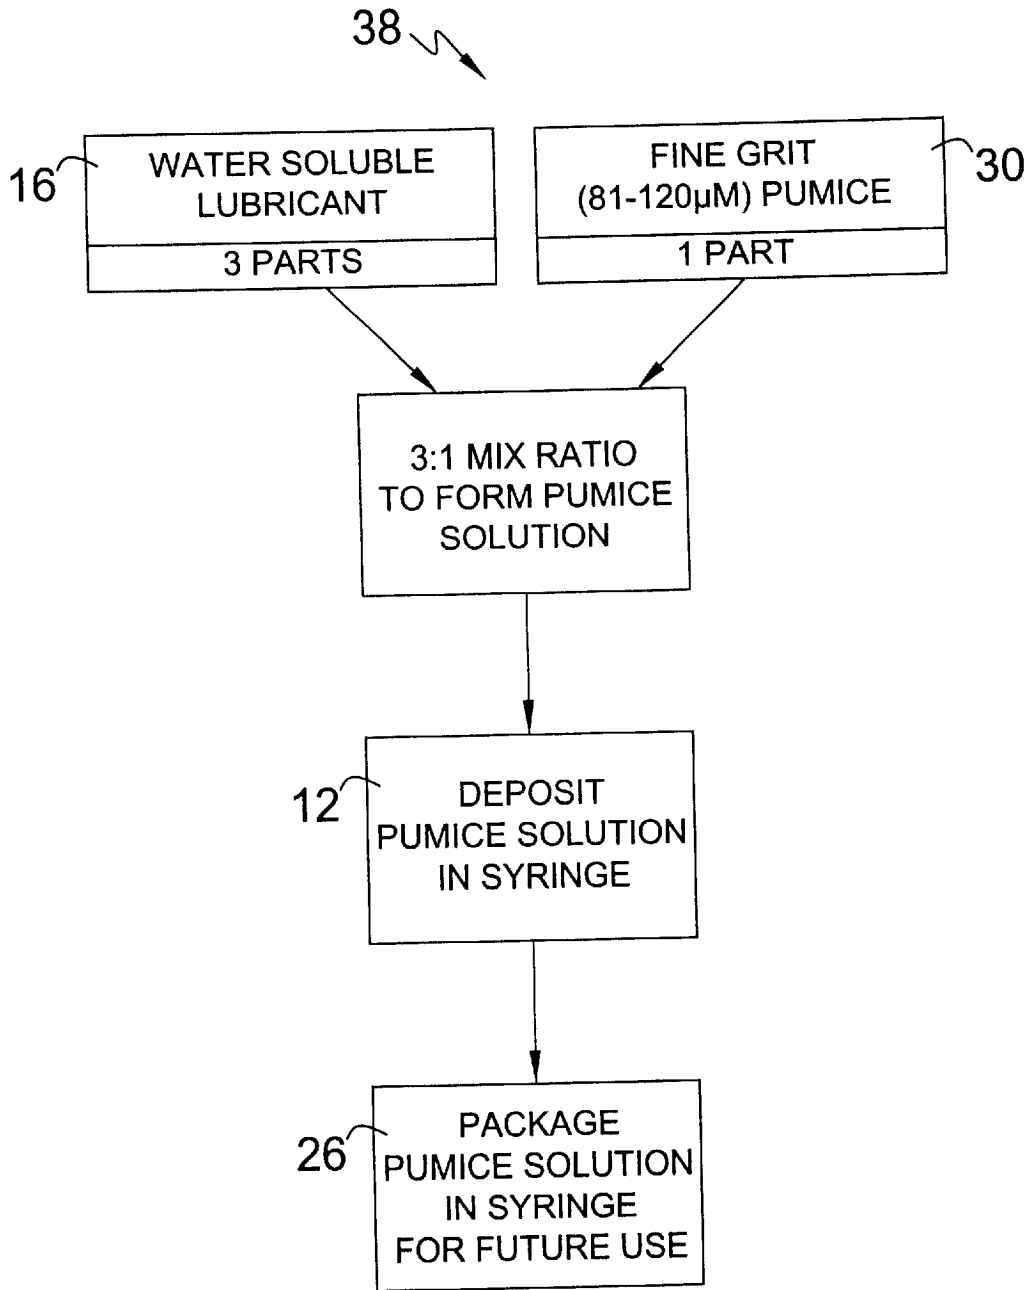 38
16
WATER SOLUBLE
LUBRICANT
3 PARTS
FINE GRIT
(81-120µM) PUMICE
1 PART
30
3:1 MIX RATIO
TO FORM PUMICE
SOLUTION
12
DEPOSIT
PUMICE SOLUTION
IN SYRINGE
26
PACKAGE
PUMICE SOLUTION
IN SYRINGE
FOR FUTURE USE